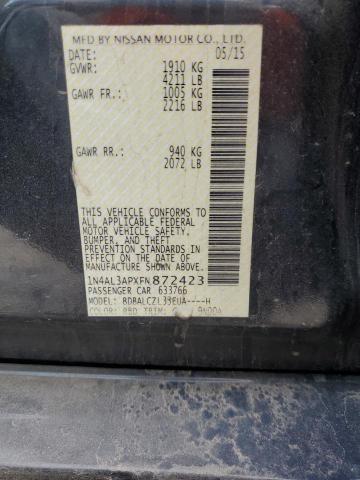 MFD BY NISSAN MOTOR CO., LTD.
DATE: 05/15
GVWR: 1910 KG
4211 LB
GAWR FR.: 1005 KG
2216 LB
GAWR RR.: 940 KG
2072 LB
THIS VEHICLE CONFORMS TO
ALL APPLICABLE FEDERAL
MOTOR VEHICLE SAFETY,
BUMPER, AND THEFT
PREVENTION STANDARDS IN
EFFECT ON THE DATE OF
MANUFACTURE SHOWN ABOVE.
1N4AL3APXFN872423
PASSENGER CAR 633766
MODEL: BDBALCZL33EUA----H
COLOR: TRIM: